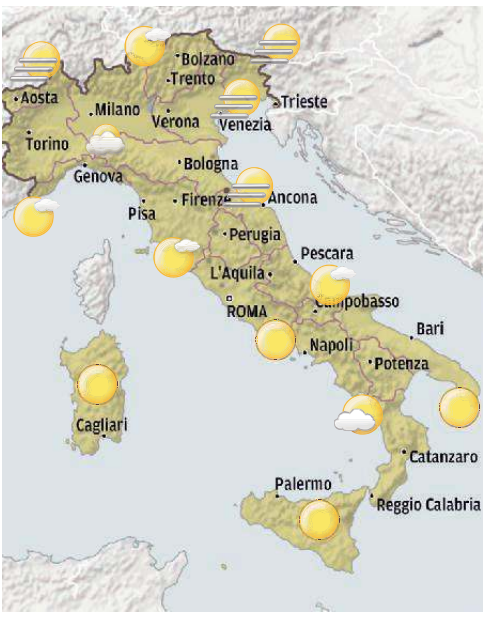 Bolzano
Trento
Aosta
Milano
Verona
Venezia
Trieste
Torino
Genova
Bologna
Pisa
Firenze
Ancona
Perugia
Pescara
L'Aquila
ROMA
Campobasso
Bari
Napoli
Potenza
Cagliari
Catanzaro
Palermo
Reggio Calabria